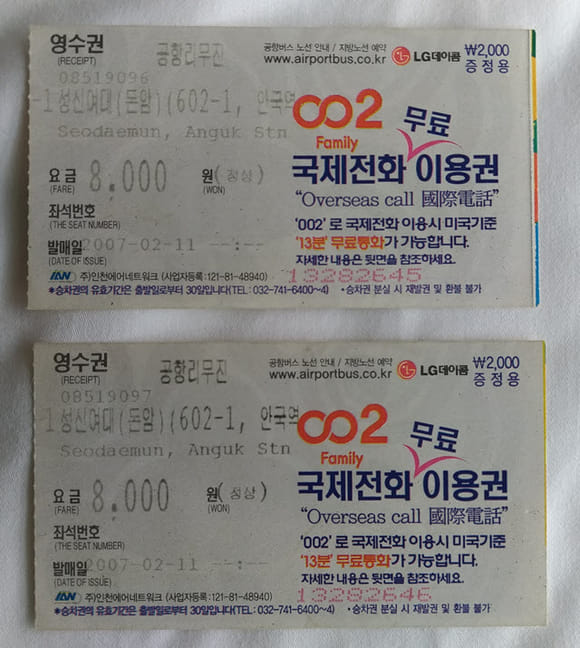 영수권
(RECEIPT)
공항리무진
공항버스 노선 안내 / 지방노선 예약
www.airportbus.co.kr
LG데이콤
₩2,000
증정용
08519096
-1 성신여대(돈암)(602-1, 안국역
Seodaemun, Anguk Stn
002
Family
무료
국제전화 이용권
"Overseas call 國際電話"
요금
(FARE)
8,000
원(정상)
(WON)
좌석번호
(THE SEAT NUMBER)
'002'로 국제전화 이용시 미국기준
'13분' 무료통화가 가능합니다.
자세한 내용은 뒷면을 참조하세요.
발매일
(DATE OF ISSUE)
2007-02-11 --:--
13282645
IAN 주)인천에어네트워크 (사업자등록:121-81-48940)
*승차권의 유효기간은 출발일로부터 30일입니다(TEL: 032-741-6400~4) •승차권 분실 시 재발권 및 환불 불가
영수권
(RECEIPT)
공항리무진
공항버스 노선 안내 / 지방노선 예약
www.airportbus.co.kr
LG데이콤
₩2,000
증정용
08519097
-1 성신여대(돈암)(602-1, 안국역
Seodaemun, Anguk Stn
002
Family
무료
국제전화 이용권
"Overseas call 國際電話"
요금
(FARE)
8,000
원(정상)
(WON)
좌석번호
(THE SEAT NUMBER)
'002'로 국제전화 이용시 미국기준
'13분' 무료통화가 가능합니다.
자세한 내용은 뒷면을 참조하세요.
발매일
(DATE OF ISSUE)
2007-02-11 --:--
13282646
IAN 주)인천에어네트워크 (사업자등록:121-81-48940)
*승차권의 유효기간은 출발일로부터 30일입니다(TEL: 032-741-6400~4) •승차권 분실 시 재발권 및 환불 불가